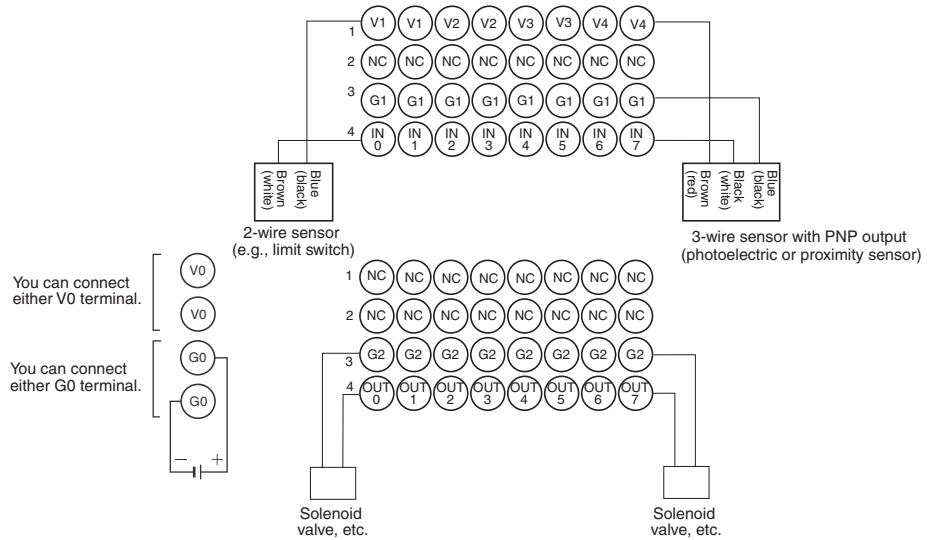 1 V1 V1 V2 V2 V3 V3 V4 V4
2 NC NC NC NC NC NC NC NC
3 G1 G1 G1 G1 G1 G1 G1 G1
4 IN 0 IN 1 IN 2 IN 3 IN 4 IN 5 IN 6 IN 7
Blue
(black)
Brown
(white)
2-wire sensor
(e.g., limit switch)
Blue
(black)
Black
(white)
Brown
(red)
3-wire sensor with PNP output
(photoelectric or proximity sensor)
You can connect
either V0 terminal.
V0
V0
You can connect
either G0 terminal.
G0
G0
− +
1 NC NC NC NC NC NC NC NC
2 NC NC NC NC NC NC NC NC
3 G2 G2 G2 G2 G2 G2 G2 G2
4 OUT 0 OUT 1 OUT 2 OUT 3 OUT 4 OUT 5 OUT 6 OUT 7
Solenoid
valve, etc.
Solenoid
valve, etc.